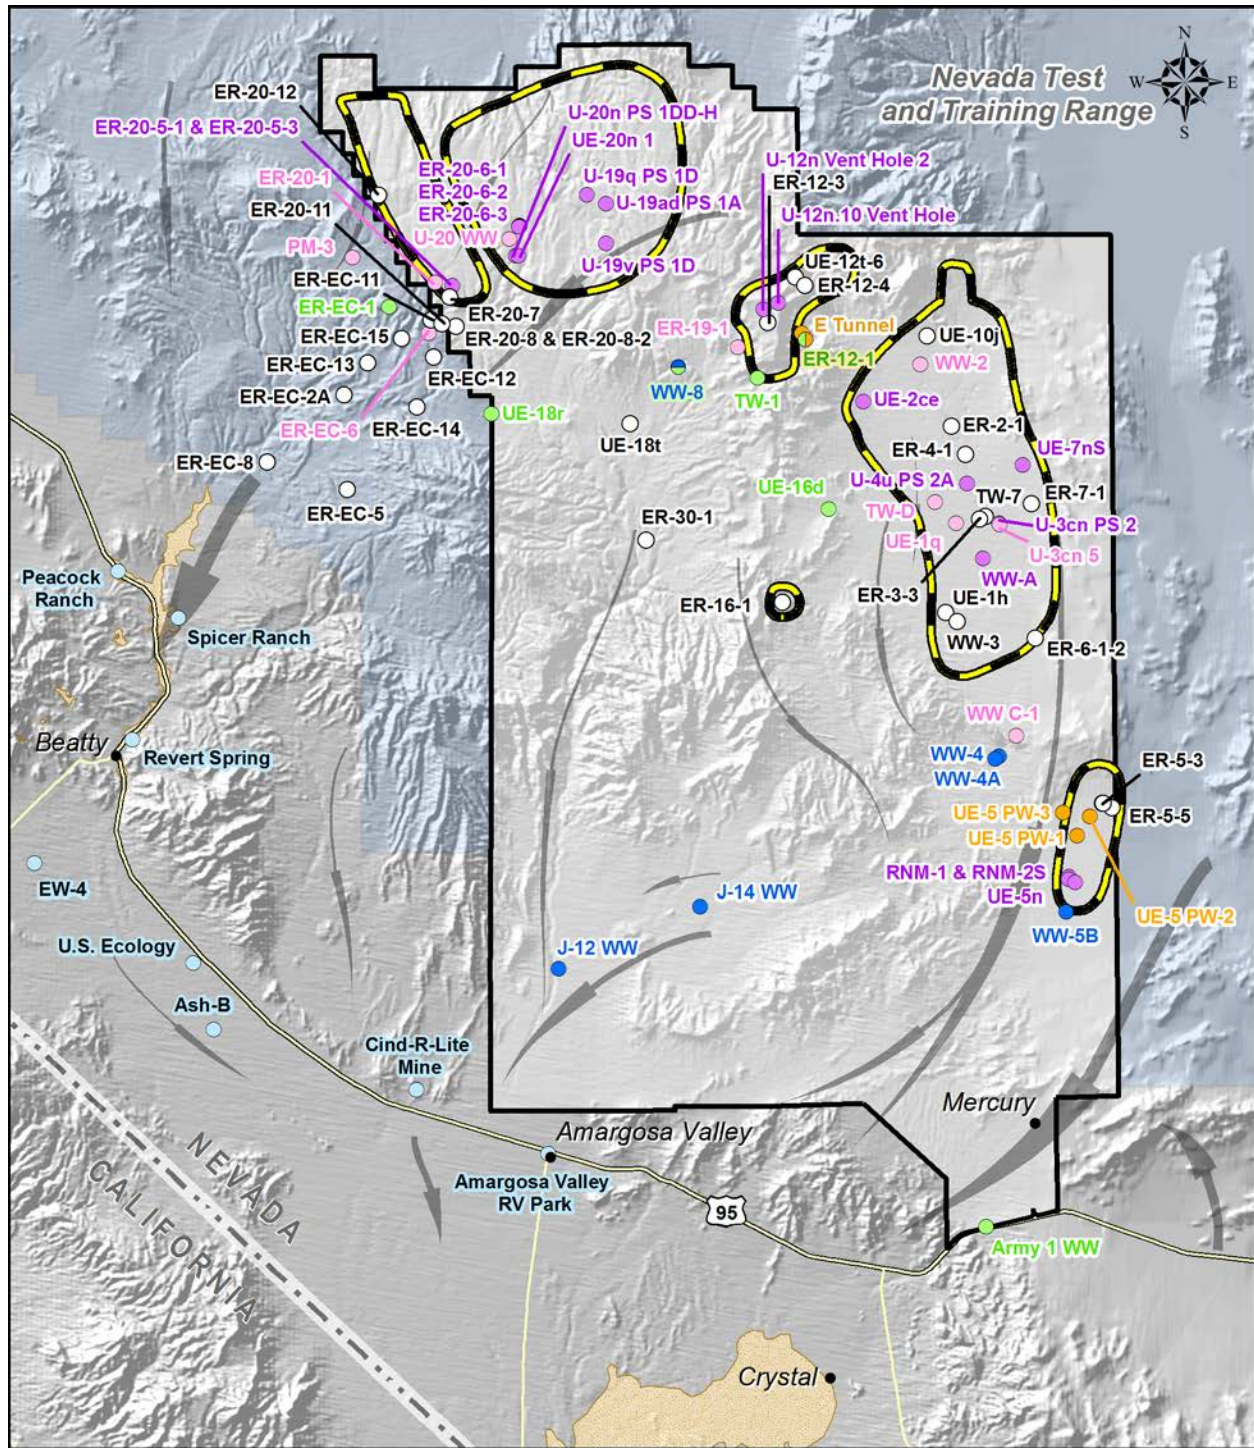 N
W
E
S
Nevada Test
and Training Range
ER-20-12
ER-20-5-1 & ER-20-5-3
U-20n PS 1DD-H
UE-20n 1
ER-20-6-1
ER-20-6-2
ER-20-6-3
ER-20-1
ER-20-11
U-20 WW
U-19q PS 1D
U-19ad PS 1A
U-19v PS 1D
U-12n Vent Hole 2
ER-12-3
U-12n.10 Vent Hole
PM-3
ER-EC-11
ER-EC-1
ER-EC-15
ER-EC-13
ER-EC-2A
ER-EC-6
ER-20-7
ER-20-8 & ER-20-8-2
ER-EC-12
ER-EC-14
ER-EC-8
ER-EC-5
UE-18r
UE-12t-6
ER-12-4
ER-19-1
E Tunnel
ER-12-1
WW-8
TW-1
UE-18t
UE-10j
WW-2
UE-2ce
ER-2-1
ER-4-1
UE-7nS
U-4u PS 2A
TW-7
ER-7-1
UE-16d
TW-D
U-3cn PS 2
UE-1q
U-3cn 5
ER-30-1
WW-A
ER-3-3
UE-1h
ER-16-1
WW-3
ER-6-1-2
Peacock
Ranch
Spicer Ranch
Beatty
Revert Spring
WW C-1
WW-4
WW-4A
ER-5-3
UE-5 PW-3
ER-5-5
UE-5 PW-1
RNM-1 & RNM-2S
UE-5n
UE-5 PW-2
WW-5B
EW-4
J-14 WW
J-12 WW
U.S. Ecology
Ash-B
Cind-R-Lite
Mine
Mercury
Amargosa Valley
Amargosa Valley
RV Park
95
NEVADA
CALIFORNIA
Army 1 WW
Crystal